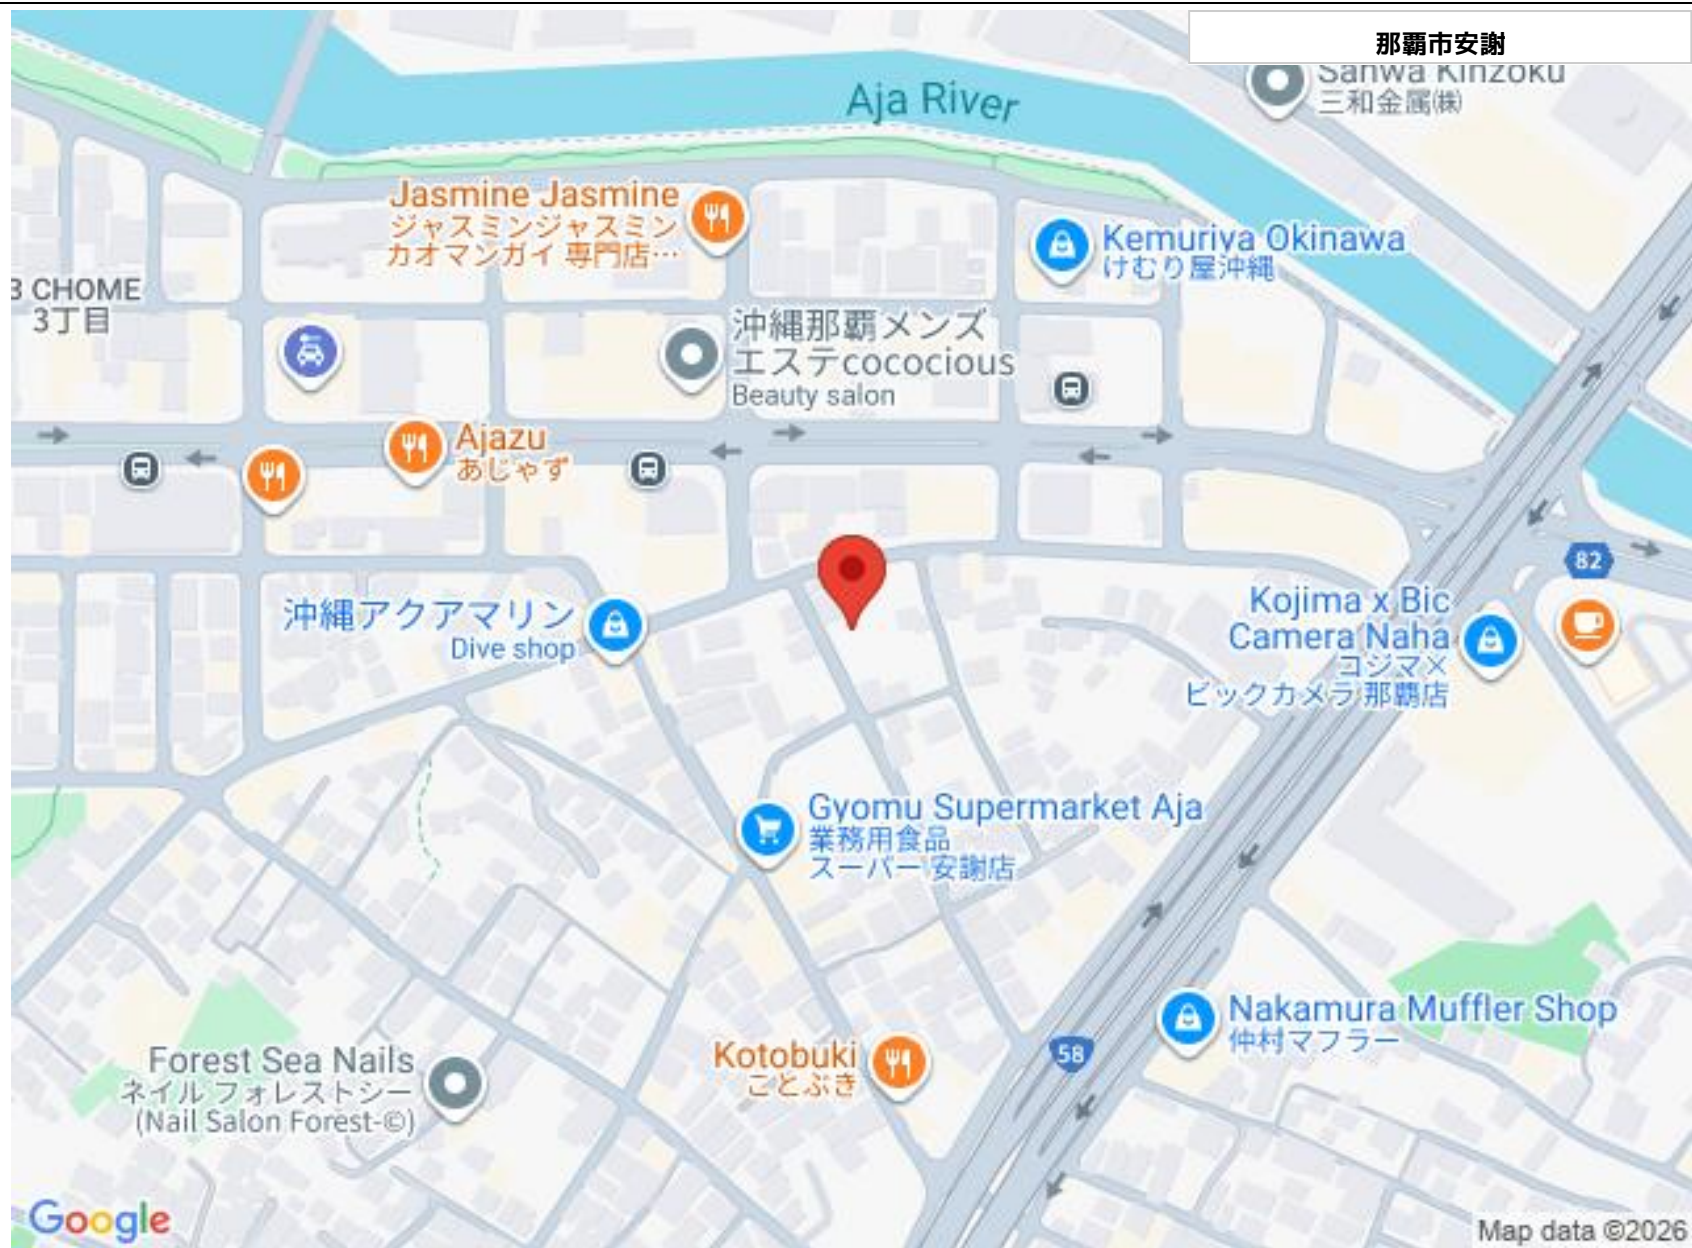 那覇市安謝
Sanwa Kinzoku
三和金属㈱
Aja River
Jasmine Jasmine
ジャスミンジャスミン
カオマンガイ 専門店…
Kemuriya Okinawa
けむり屋沖縄
3 CHOME
3丁目
沖縄那覇メンズ
エステcococious
Beauty salon
Ajazu
あじゃず
82
沖縄アクアマリン
Dive shop
Kojima x Bic
Camera Naha
コジマ×
ビックカメラ那覇店
Gyomu Supermarket Aja
業務用食品
スーパー 安謝店
Nakamura Muffler Shop
仲村マフラー
58
Kotobuki
ことぶき
Forest Sea Nails
ネイル フォレストシー
(Nail Salon Forest-©)
Google
Map data ©2026